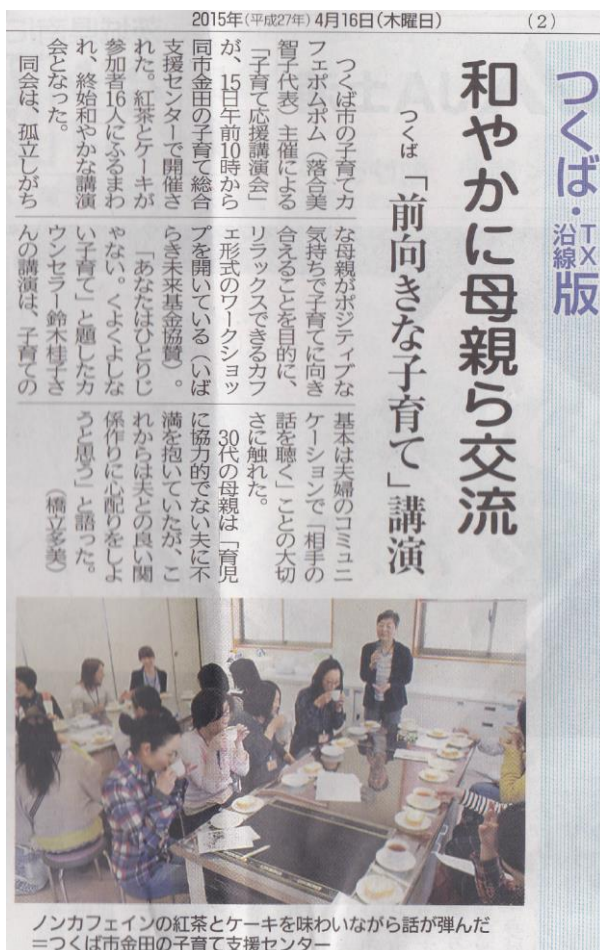 2015年(平成27年)4月16日(木曜日)
(2)
つくば・TX沿線版
和やかに母親ら交流
つくば「前向きな子育て」講演
つくば市の子育てカ
フェポムポム(落合美
智子代表)主催による
「子育て応援講演会」
が、15日午前10時から
同市金田の子育て総合
支援センターで開催さ
れた。紅茶とケーキが
参加者16人にふるまわ
れ、終始和やかな講演
会となった。
同会は、孤立しがち
な母親がポジティブな
気持ちで子育てに向き
合えることを目的に、
リラックスできるカフ
ェ形式のワークショッ
プを開いている(いば
らき未来基金協賛)。
「あなたはひとりじ
ゃない。くよくよしな
い子育て」と題したカ
ウンセラー鈴木桂子さ
んの講演は、子育ての
基本は夫婦のコミュニ
ケーションで「相手の
話を聴く」ことの大切
さに触れた。
30代の母親は「育児
に協力的でない夫に不
満を抱いていたが、こ
れからは夫との良い関
係作りに心配りをしよ
うと思う」と語った。
(橋立多美)
ノンカフェインの紅茶とケーキを味わいながら話が弾んだ
=つくば市金田の子育て支援センター